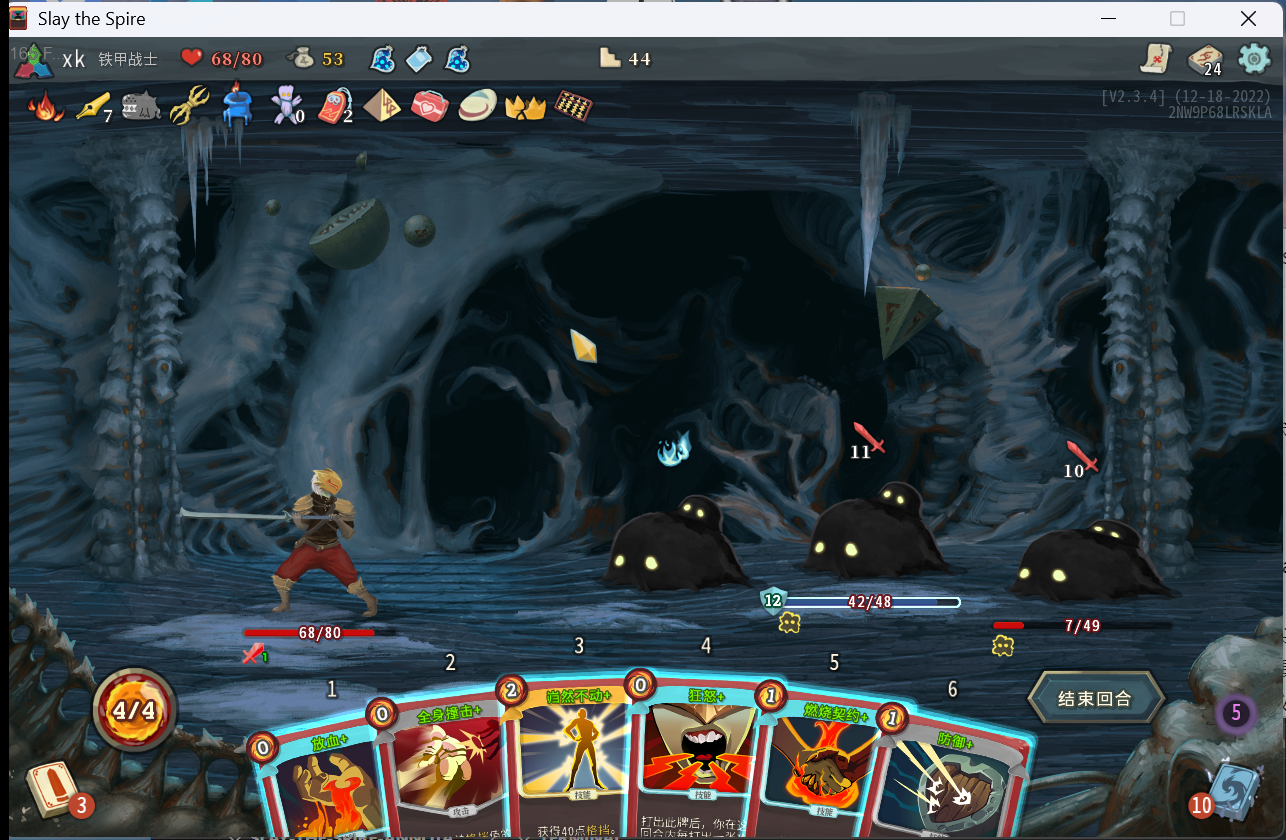 Slay the Spire
xk 铁甲战士 68/80 53 44 24
7 0 2
[V2.3.4] (12-18-2022)
2NW9P68LRSKLA
11
10
12 42/48
7/49
68/80
1
1 2 3 4 5 6
4/4
0 放血+
0 全身撞击+
攻击
2 岿然不动+
技能
获得40点格挡。
0 狂怒+
技能
打出此牌后，你在这
1 燃烧契约+
技能
1 防御+
结束回合
5
3
10